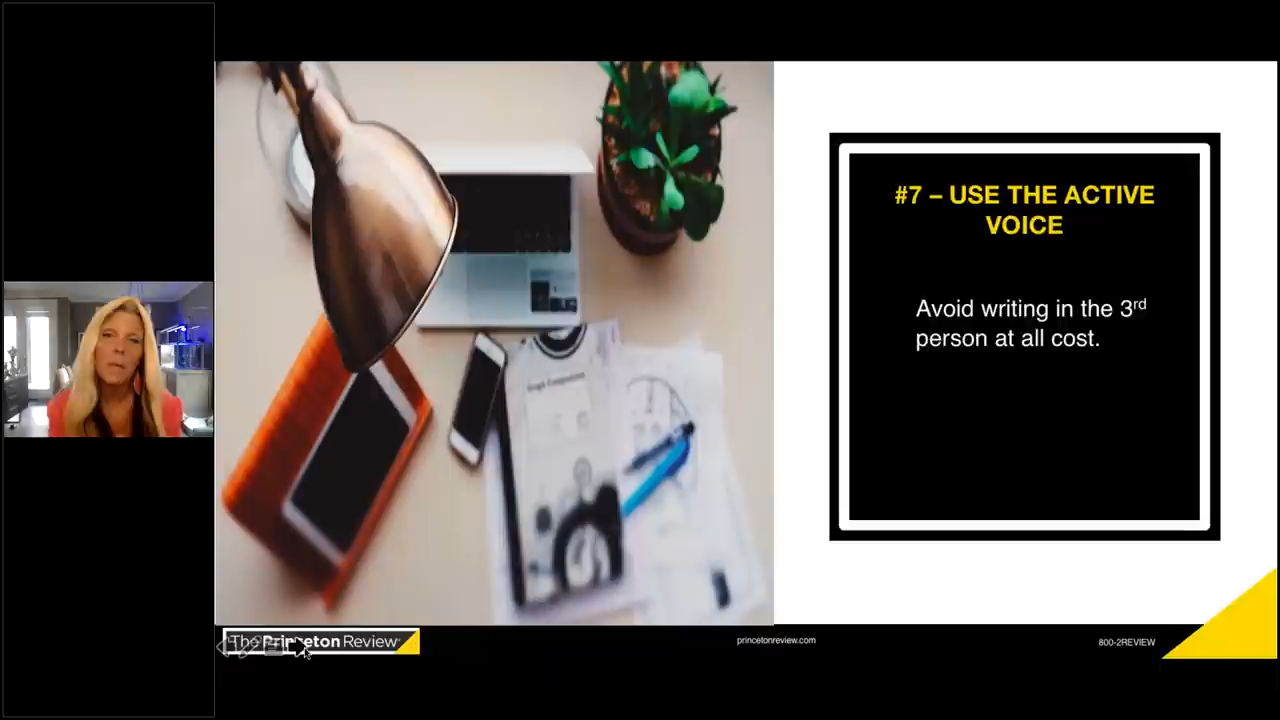 #7 – USE THE ACTIVE
VOICE
Avoid writing in the 3rd
person at all cost.
The Princeton Review
princetonreview.com
800-2REVIEW